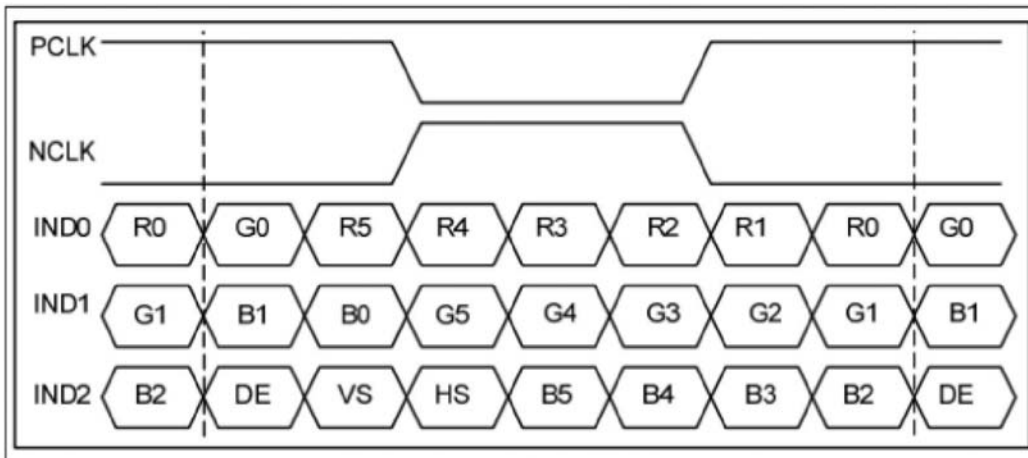 PCLK
NCLK
IND0 R0 G0 R5 R4 R3 R2 R1 R0 G0
IND1 G1 B1 B0 G5 G4 G3 G2 G1 B1
IND2 B2 DE VS HS B5 B4 B3 B2 DE